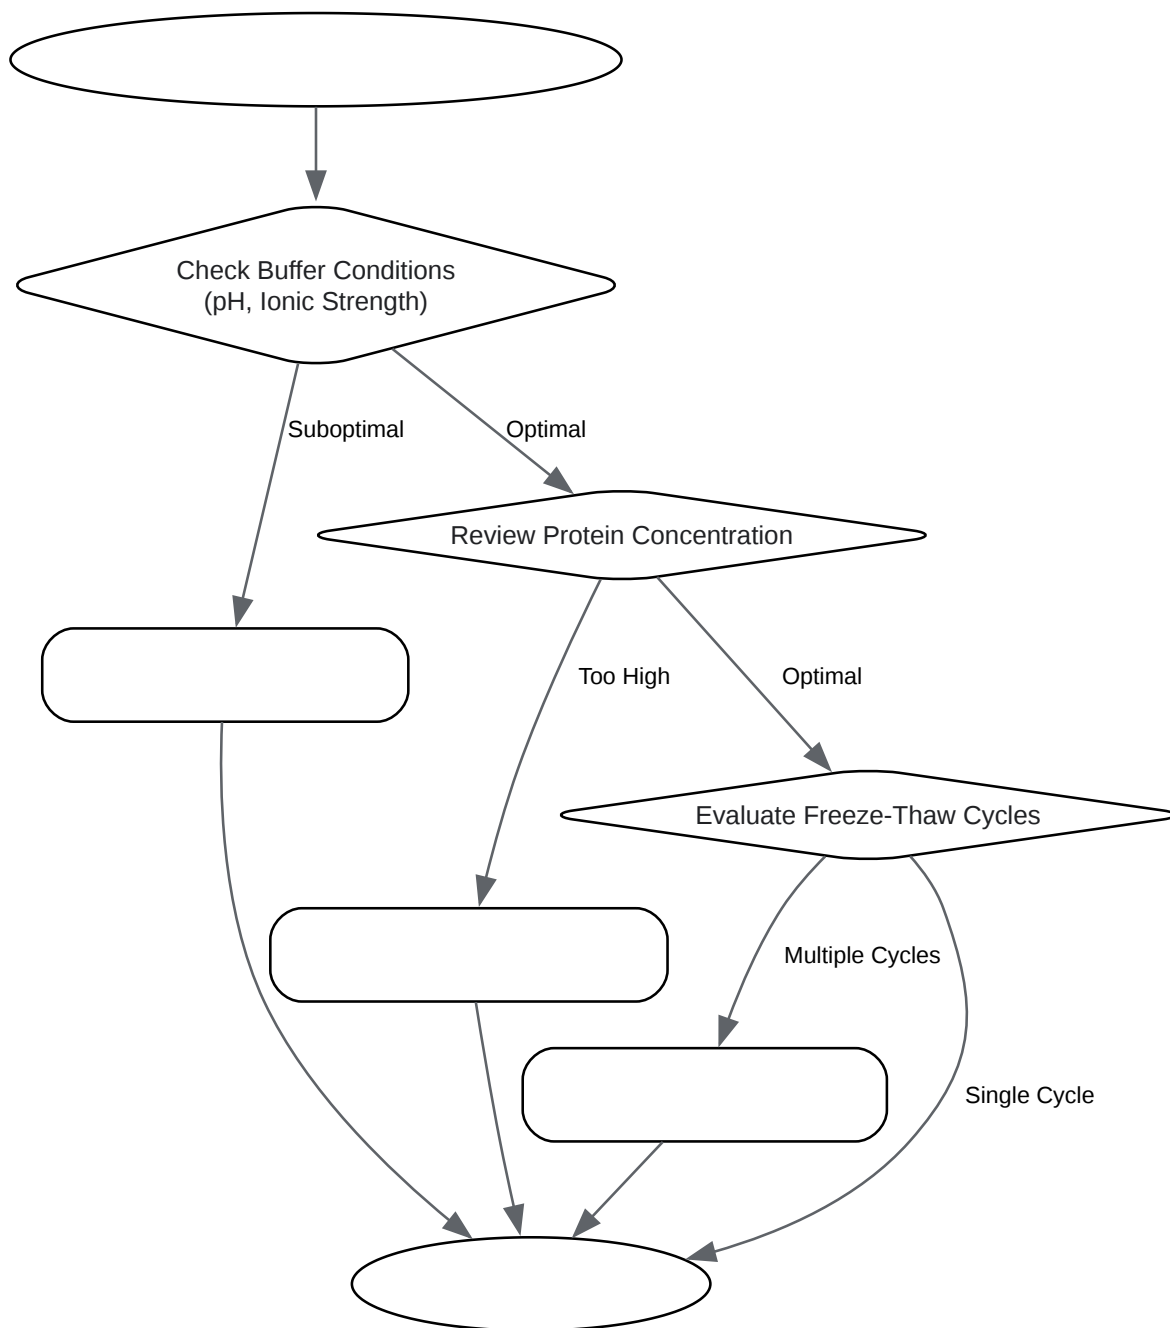 Check Buffer Conditions
(pH, Ionic Strength)
Suboptimal
Optimal
Review Protein Concentration
Too High
Optimal
Evaluate Freeze-Thaw Cycles
Multiple Cycles
Single Cycle